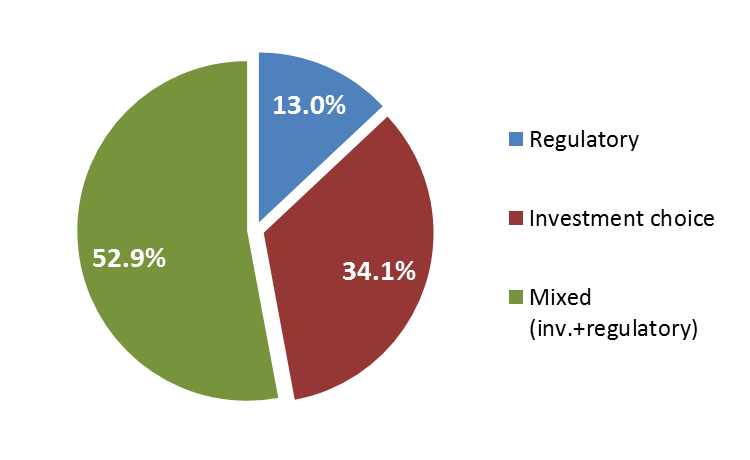 13.0%
34.1%
52.9%
Regulatory
Investment choice
Mixed
(inv.+regulatory)